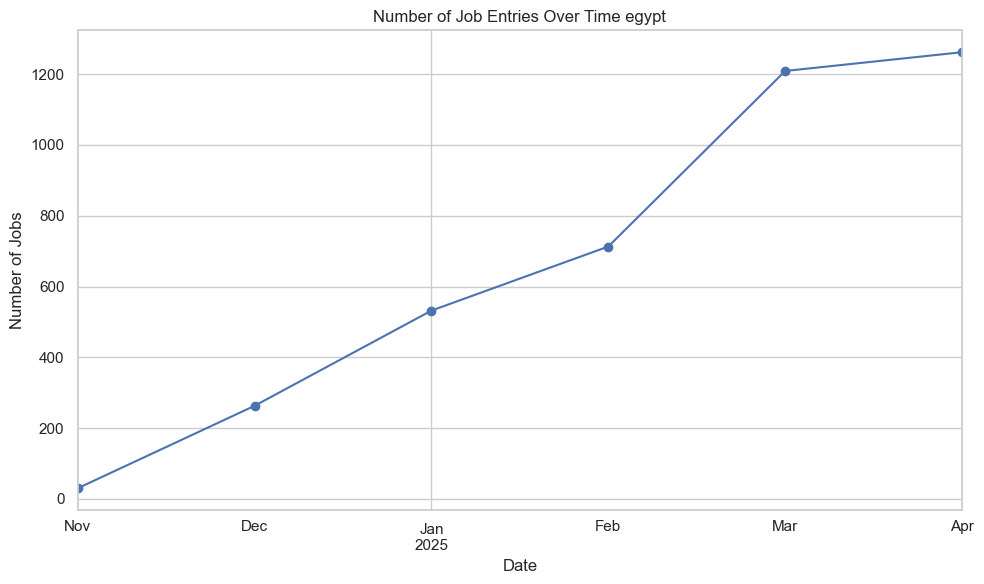 Number of Job Entries Over Time egypt
Number of Jobs
1200
1000
800
600
400
200
0
Nov
Dec
Jan
2025
Feb
Mar
Apr
Date